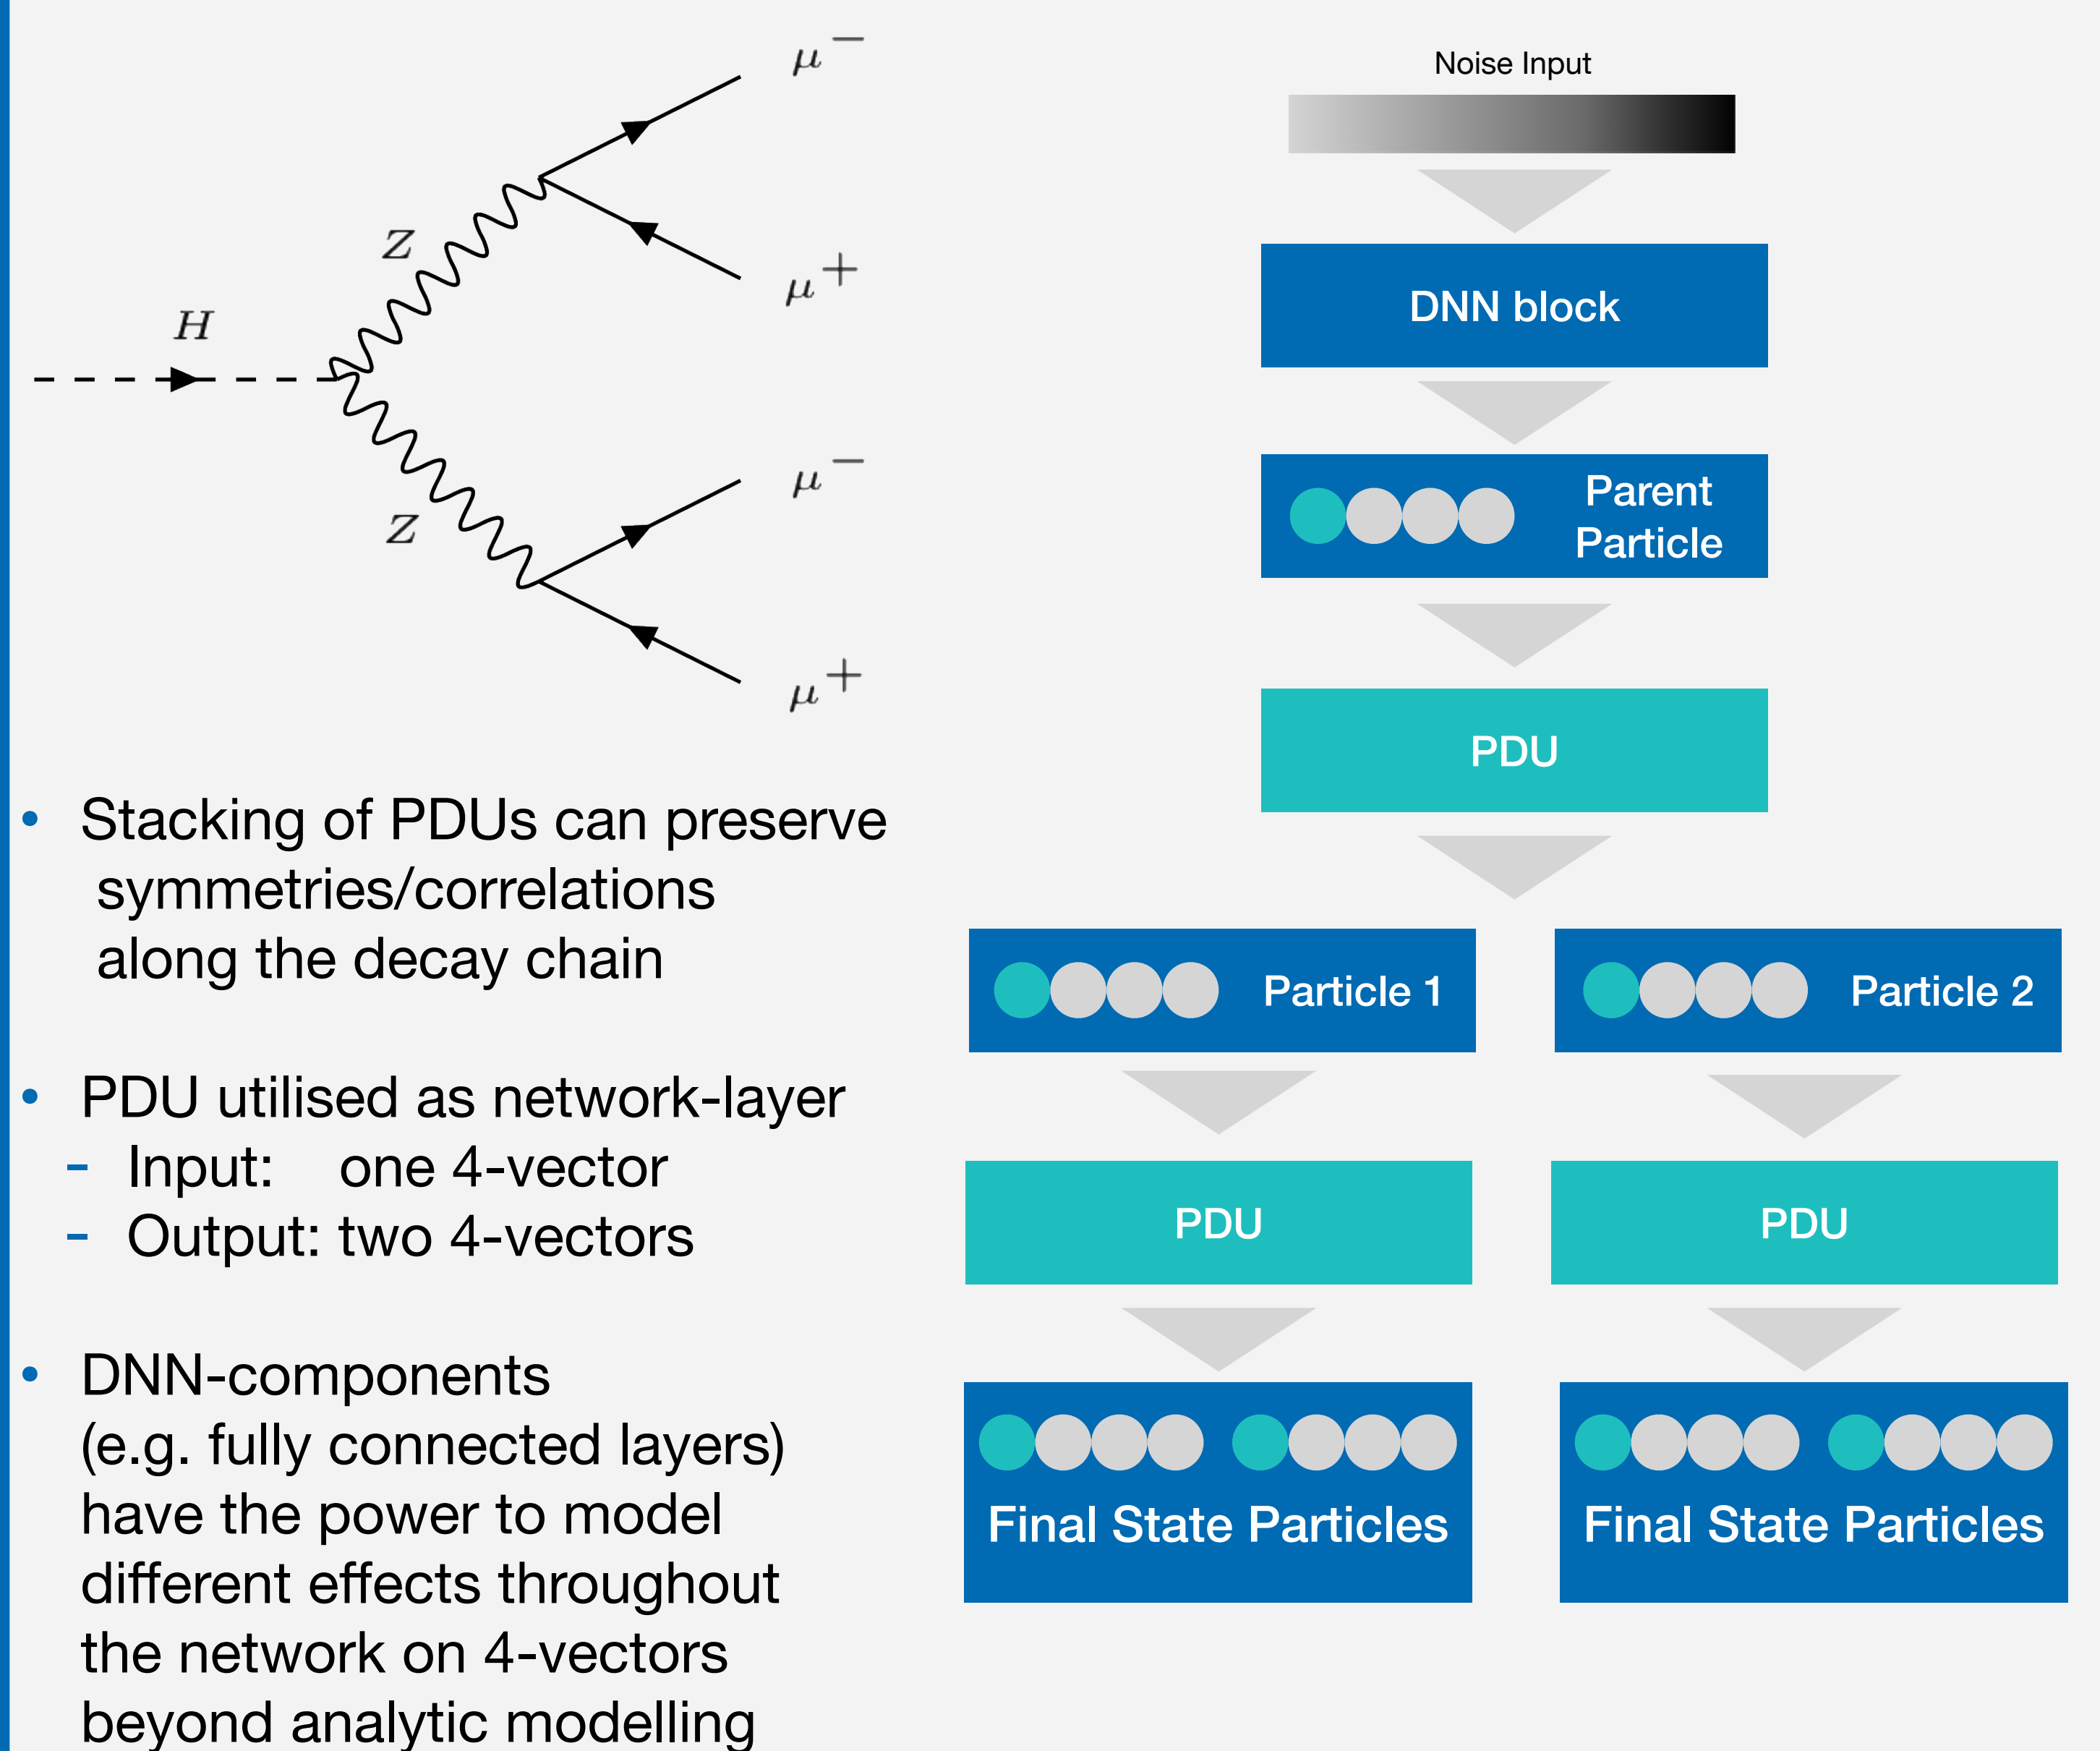 μ−
μ+
Z
H
Z
μ−
μ+
• Stacking of PDUs can preserve
symmetries/correlations
along the decay chain
• PDU utilised as network-layer
- Input: one 4-vector
- Output: two 4-vectors
• DNN-components
(e.g. fully connected layers)
have the power to model
different effects throughout
the network on 4-vectors
beyond analytic modelling
Noise Input
DNN block
Parent
Particle
PDU
Particle 1
Particle 2
PDU
PDU
Final State Particles
Final State Particles